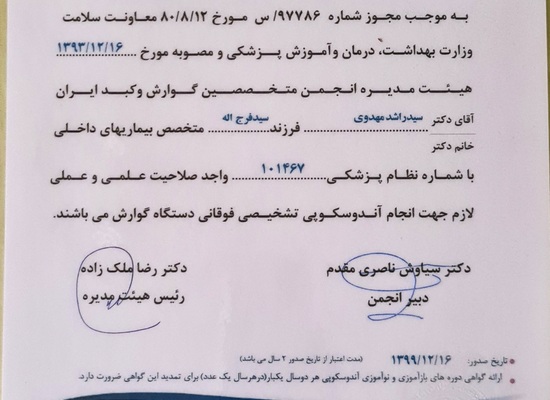 به موجب مجوز شماره ۹۷۷۸۶/ س مورخ ۸۰/۸/۱۲ معاونت سلامت
وزارت بهداشت، درمان وآموزش پزشکی و مصوبه مورخ ۱۳۹۳/۱۲/۱۶
هیئت مدیره انجمن متخصصین گوارش وکبد ایران
آقای دکتر سیدراشدمهدوی فرزند سیدفرج اله متخصص بیماریهای داخلی
خانم دکتر
با شماره نظام پزشکی ۱۰۱۴۶۷ واجد صلاحیت علمی و عملی
لازم جهت انجام آندوسکوپی تشخیصی فوقانی دستگاه گوارش می باشند.
دکتر سیاوش ناصری مقدم
دبیر انجمن
دکتر رضا ملک زاده
رئیس هیئت مدیره
تاریخ صدور: ۱۳۹۹/۱۲/۱۶ (مدت اعتبار از تاریخ صدور ۲ سال می باشد)
ارائه گواهی دوره های بازآموزی و نوآموزی آندوسکوپی هر دوسال یکبار(درهرسال یک عدد) برای تمدید این گواهی ضرورت دارد.